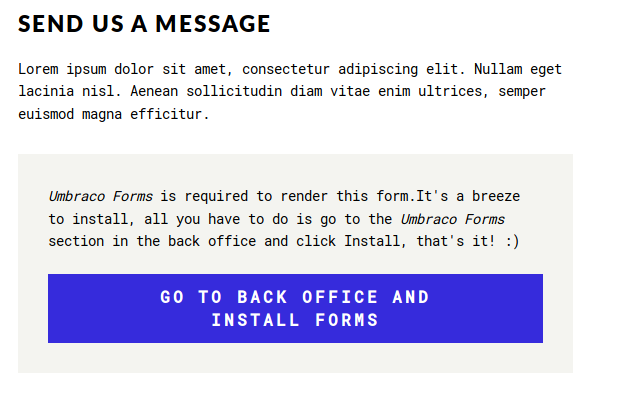 SEND US A MESSAGE
Lorem ipsum dolor sit amet, consectetur adipiscing elit. Nullam eget
lacinia nisl. Aenean sollicitudin diam vitae enim ultrices, semper
euismod magna efficitur.
Umbraco Forms is required to render this form.It's a breeze
to install, all you have to do is go to the Umbraco Forms
section in the back office and click Install, that's it! :)
GO TO BACK OFFICE AND
INSTALL FORMS